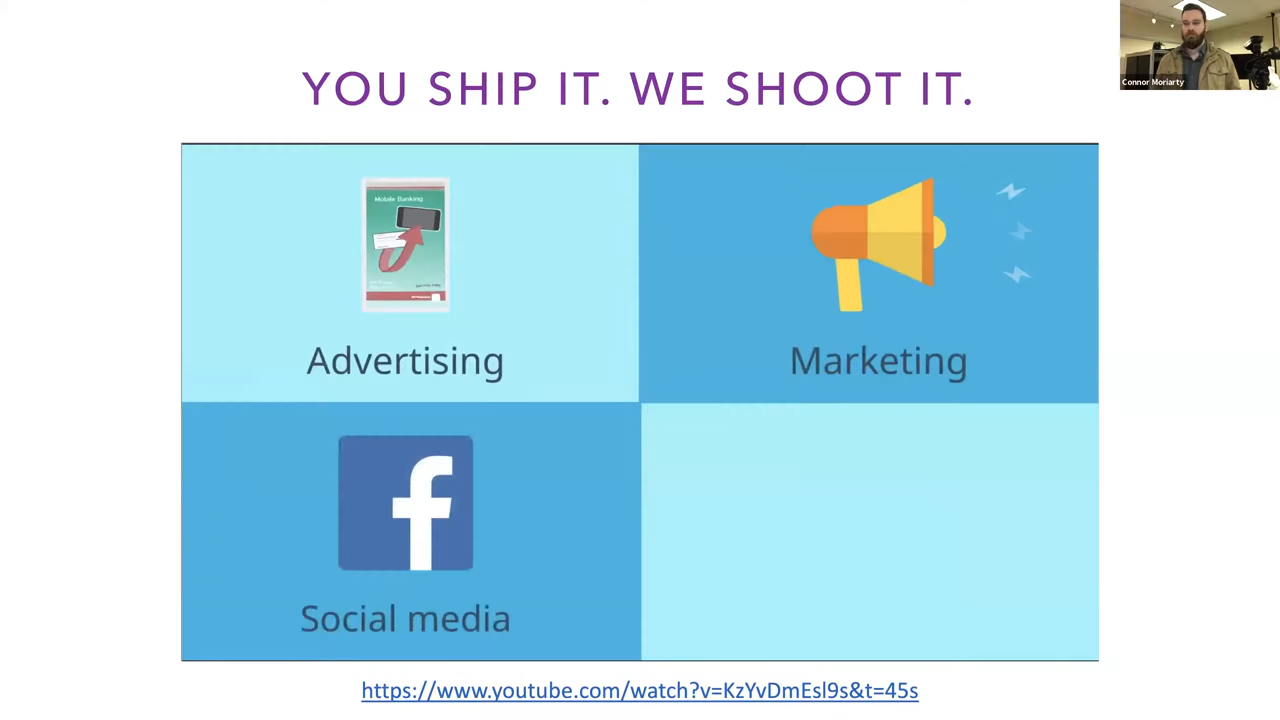 YOU SHIP IT. WE SHOOT IT.
Connor Moriarty
Mobile Banking
Advertising
Marketing
f
Social media
https://www.youtube.com/watch?v=KzYvDmEsl9s&t=45s